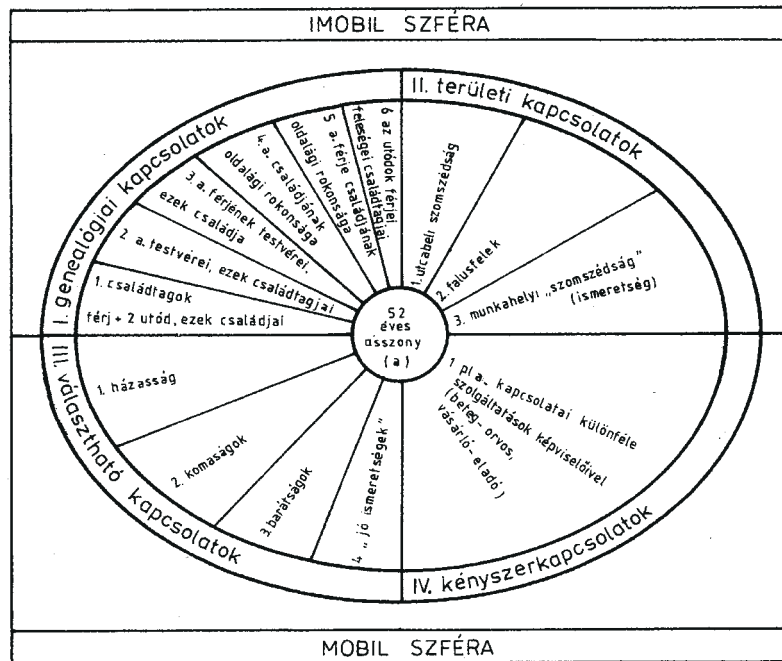 IMOBIL SZFÉRA
I. genealógiai kapcsolatok
1. családtagok
férj + 2 utód, ezek családjai
2 a. testvérei, ezek családtagjai
3. a. férjének testvérei.
ezek családja
4. a. családjának
oldalági rokonsága
5 a. férje családjának
oldalági rokonsága
6 az utódok férjei
feleségei családtagjai
II. területi kapcsolatok
1. utcabeli szomszédság
2. falusfelek
3. munkahelyi „szomszédság”
(ismeretség)
52
éves
asszony
(a)
III. választható kapcsolatok
1. házasság
2. komaságok
3. barátságok
4 „jó ismeretségek”
IV. kényszerkapcsolatok
1 pl a- kapcsolatai különféle
szolgáltatások képviselőivel
(beteg-orvos,
vásárló-eladó)
MOBIL SZFÉRA